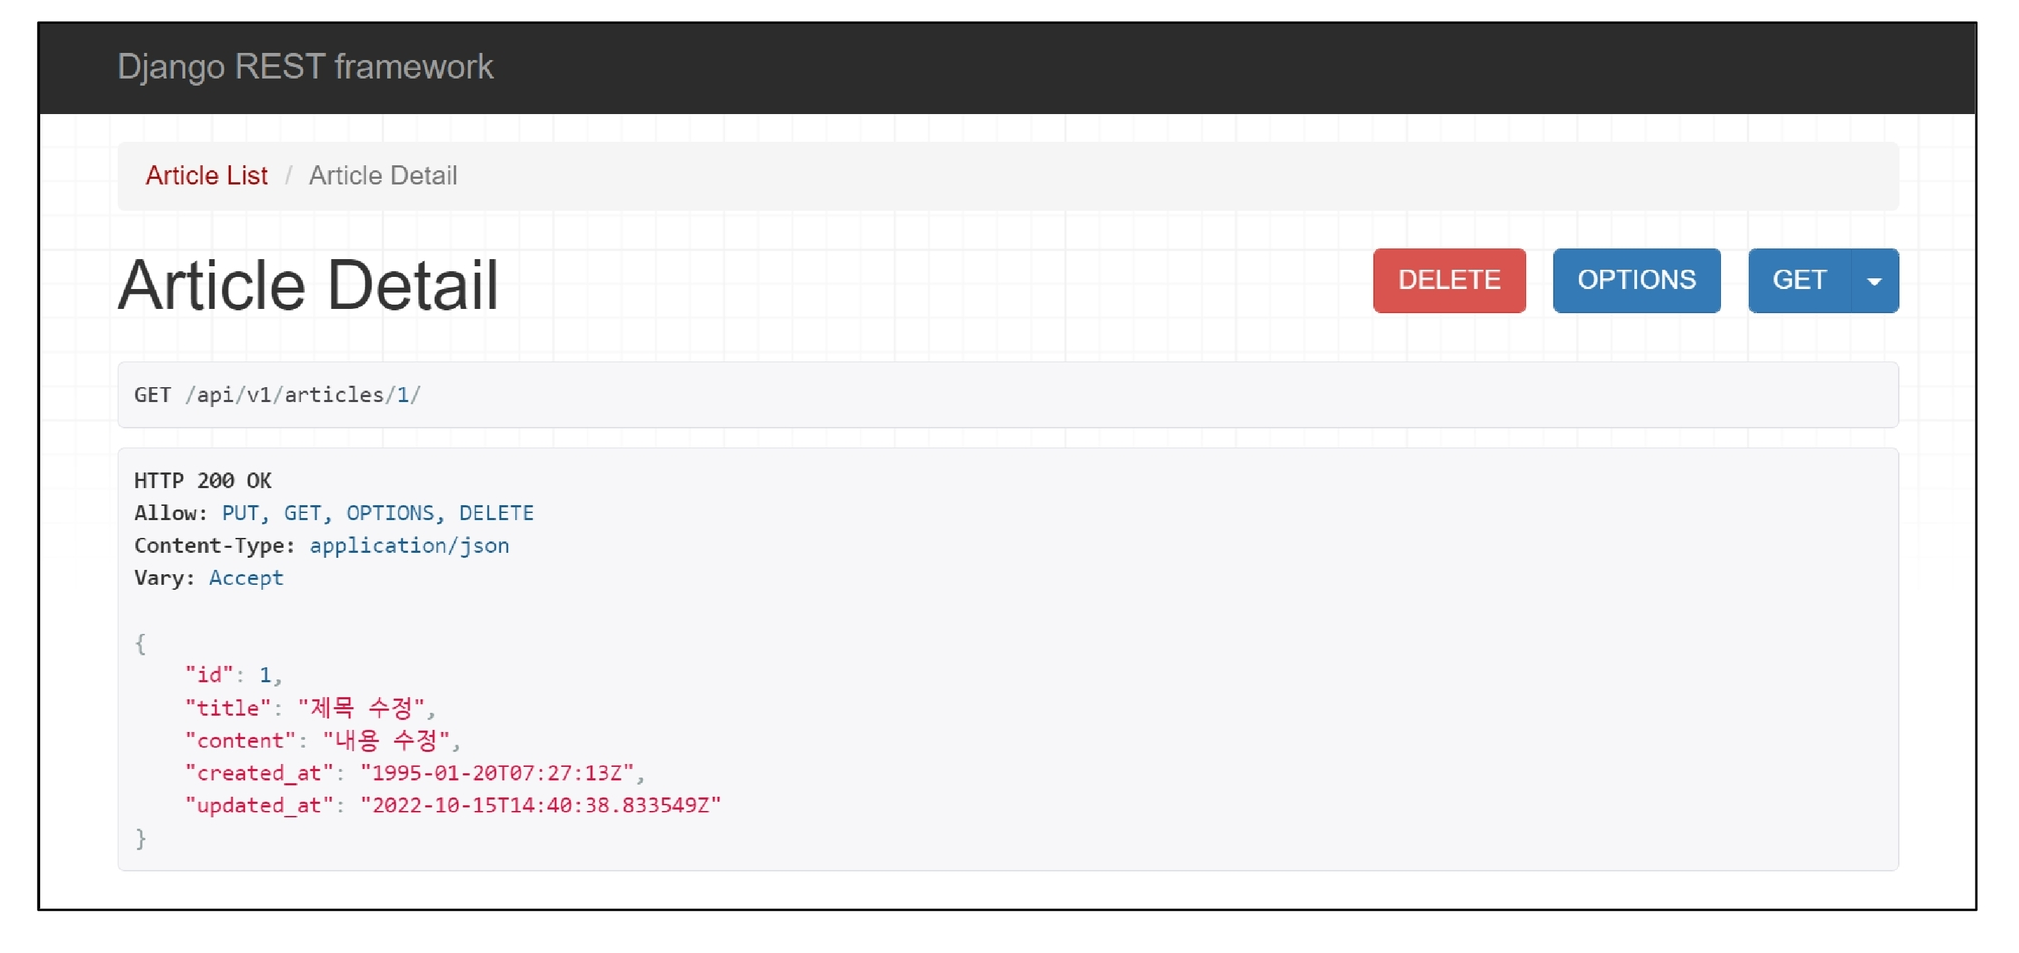 Django REST framework
Article List / Article Detail
Article Detail
DELETE
OPTIONS
GET
GET /api/v1/articles/1/
HTTP 200 OK
Allow: PUT, GET, OPTIONS, DELETE
Content-Type: application/json
Vary: Accept
{
"id": 1,
"title": "제목 수정",
"content": "내용 수정",
"created_at": "1995-01-20T07:27:13Z",
"updated_at": "2022-10-15T14:40:38.833549Z"
}